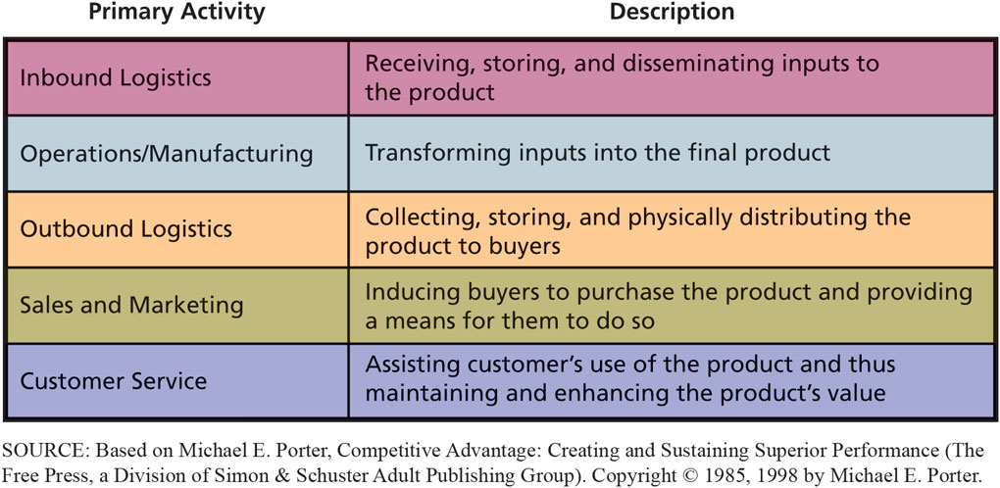 Primary Activity Description
Inbound Logistics
Receiving, storing, and disseminating inputs to
the product
Operations/Manufacturing
Transforming inputs into the final product
Outbound Logistics
Collecting, storing, and physically distributing the
product to buyers
Sales and Marketing
Inducing buyers to purchase the product and providing
a means for them to do so
Customer Service
Assisting customer’s use of the product and thus
maintaining and enhancing the product’s value
SOURCE: Based on Michael E. Porter, Competitive Advantage: Creating and Sustaining Superior Performance (The
Free Press, a Division of Simon & Schuster Adult Publishing Group). Copyright © 1985, 1998 by Michael E. Porter.